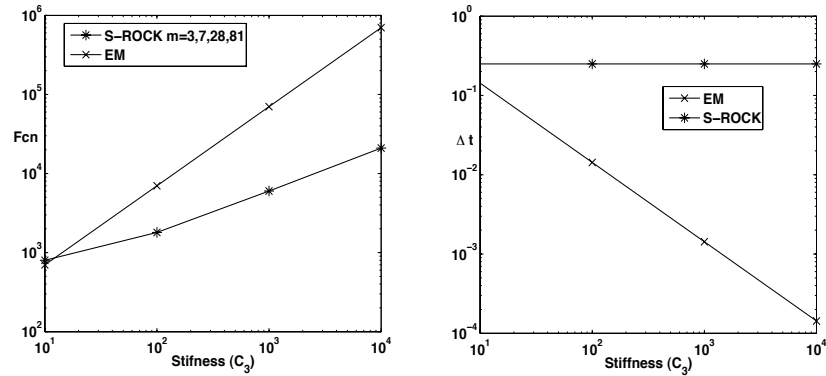 10^6
10^5
10^4
10^3
10^2
Fcn
S-ROCK m=3,7,28,81
EM
10^1 10^2 10^3 10^4
Stifness (C_3)
10^0
10^-1
10^-2
10^-3
10^-4
Δ t
EM
S-ROCK
10^1 10^2 10^3 10^4
Stiffness (C_3)